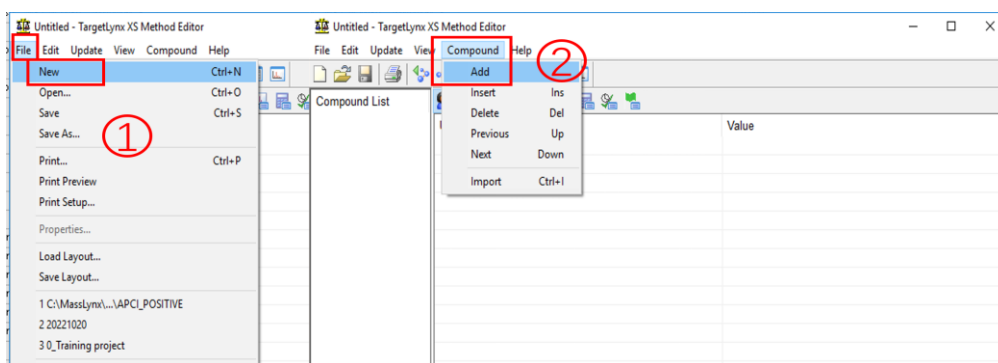 Untitled - TargetLynx XS Method Editor
File Edit Update View Compound Help
New Ctrl+N
Open... Ctrl+O
Save Ctrl+S
Save As...
Print... Ctrl+P
Print Preview
Print Setup...
Properties...
Load Layout...
Save Layout...
1 C:\MassLynx\...\APCI_POSITIVE
2 20221020
3 0_Training project
①
Untitled - TargetLynx XS Method Editor
File Edit Update View Compound Help
Compound List
Add
Insert Ins
Delete Del
Previous Up
Next Down
Import Ctrl+I
②
Value